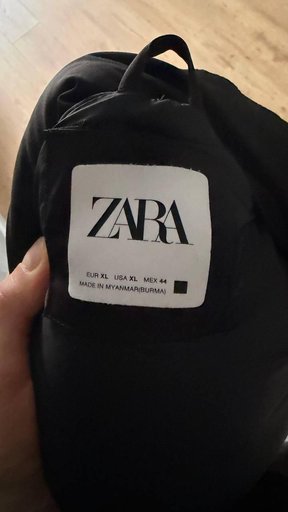 ZARA
EUR XL USA XL MEX 44
MADE IN MYANMAR(BURMA)